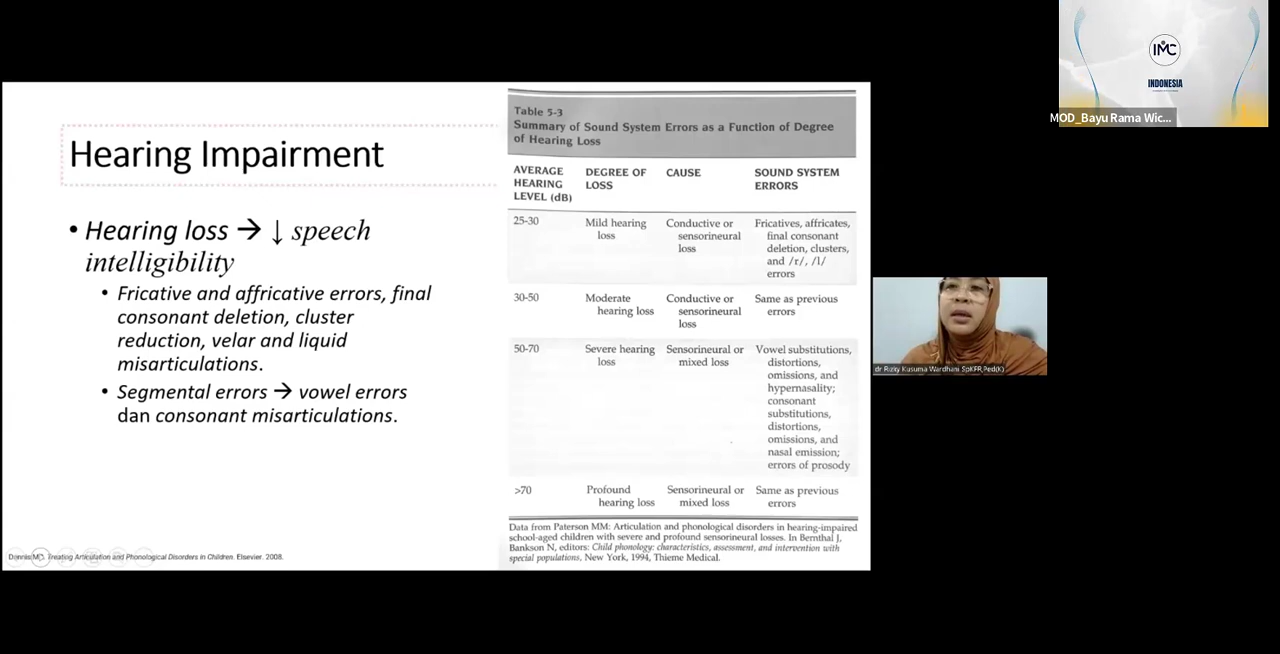 Hearing Impairment
• Hearing loss → ↓ speech
intelligibility
• Fricative and affricative errors, final
consonant deletion, cluster
reduction, velar and liquid
misarticulations.
• Segmental errors → vowel errors
dan consonant misarticulations.
Treating Articulation and Phonological Disorders in Children. Elsevier. 2008.
Table 5-3
Summary of Sound System Errors as a Function of Degree
of Hearing Loss
AVERAGE
HEARING
LEVEL (dB)
DEGREE OF
LOSS
CAUSE
SOUND SYSTEM
ERRORS
25-30
Mild hearing
loss
Conductive or
sensorineural
loss
Fricatives, affricates,
final consonant
deletion, clusters,
and /r/, /l/
errors
30-50
Moderate
hearing loss
Conductive or
sensorineural
loss
Same as previous
errors
50-70
Severe hearing
loss
Sensorineural or
mixed loss
Vowel substitutions,
distortions,
omissions, and
hypernasality;
consonant
substitutions,
distortions,
omissions, and
nasal emission;
errors of prosody
>70
Profound
hearing loss
Sensorineural or
mixed loss
Same as previous
errors
Data from Paterson MM: Articulation and phonological disorders in hearing-impaired
school-aged children with severe and profound sensorineural losses. In Bernthal J,
Bankson N, editors: Child phonology: characteristics, assessment, and intervention with
special populations, New York, 1994, Thieme Medical.
IMC
INDONESIA
MOD_Bayu Rama Wic...
dr Rizky Kusuma Wardhani SpKFR,Ped(K)